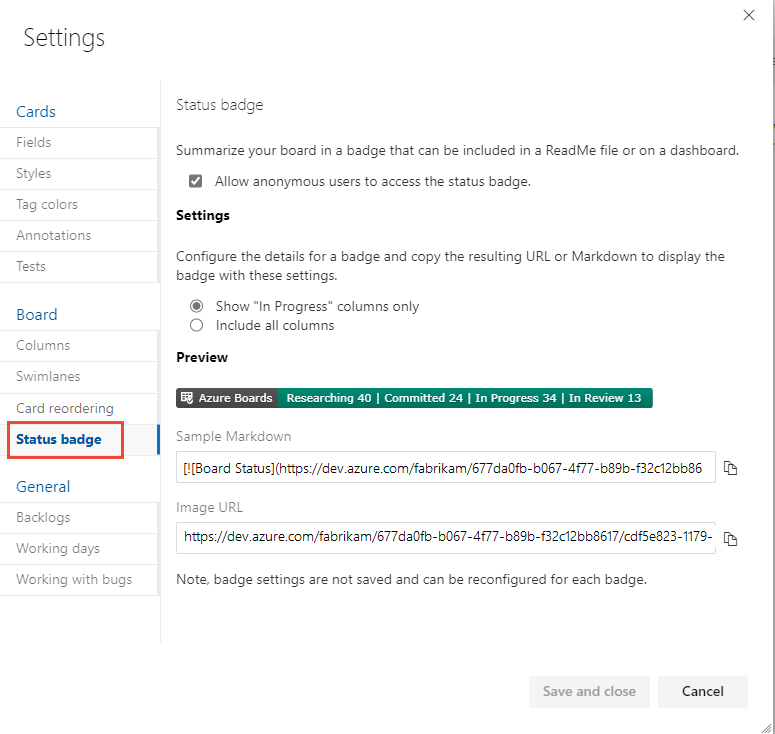 Settings
Cards
Fields
Styles
Tag colors
Annotations
Tests
Board
Columns
Swimlanes
Card reordering
Status badge
General
Backlogs
Working days
Working with bugs
Status badge
Summarize your board in a badge that can be included in a ReadMe file or on a dashboard.
Allow anonymous users to access the status badge.
Settings
Configure the details for a badge and copy the resulting URL or Markdown to display the
badge with these settings.
Show "In Progress" columns only
Include all columns
Preview
Azure Boards Researching 40 | Committed 24 | In Progress 34 | In Review 13
Sample Markdown
[![Board Status](https://dev.azure.com/fabrikam/677da0fb-b067-4f77-b89b-f32c12bb86
Image URL
https://dev.azure.com/fabrikam/677da0fb-b067-4f77-b89b-f32c12bb8617/cdf5e823-1179-
Note, badge settings are not saved and can be reconfigured for each badge.
Save and close
Cancel